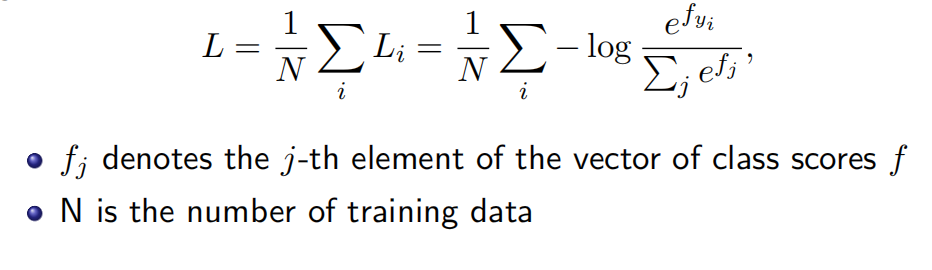 L = \frac{1}{N} \sum_i L_i = \frac{1}{N} \sum_i - \log \frac{e^{f_{y_i}}}{\sum_j e^{f_j}},
• f_j denotes the j-th element of the vector of class scores f
• N is the number of training data